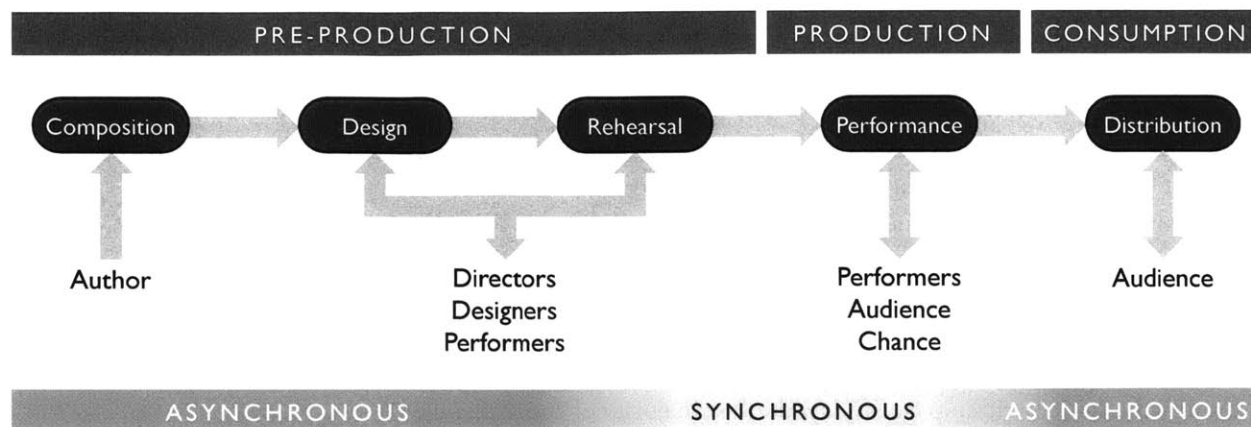 PRE-PRODUCTION PRODUCTION CONSUMPTION
Composition Design Rehearsal Performance Distribution
Author
Directors
Designers
Performers
Performers
Audience
Chance
Audience
ASYNCHRONOUS SYNCHRONOUS ASYNCHRONOUS